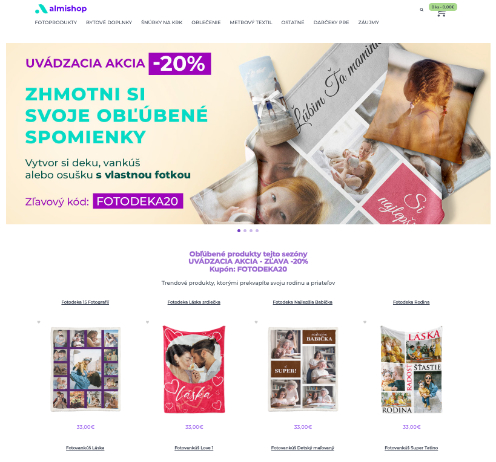 almishop
0 ks - 0,00€
FOTOPRODUKTY BYTOVÉ DOPLNKY ŠNÚRKY NA KRK OBLEČENIE METROVÝ TEXTIL OSTATNÉ DARČEKY PRE ZÁUJMY
UVÁDZACIA AKCIA -20%
ZHMOTNI SI
SVOJE OBĽÚBENÉ
SPOMIENKY
Vytvor si deku, vankúš
alebo osušku s vlastnou fotkou
Zľavový kód: FOTODEKA20
Ľúbim Ťa mamina
Si
najlepšia
Obľúbené produkty tejto sezóny
UVÁDZACIA AKCIA - ZĽAVA -20%
Kupón: FOTODEKA20
Trendové produkty, ktorými prekvapíte svoju rodinu a priateľov
Fotodeka 15 Fotografií Fotodeka Láska srdiečka Fotodeka Najlepšia Babička Fotodeka Rodina
Láska
BABIČKA
SUPER!
LÁSKA
RADOSŤ
ŠŤASTIE
RODINA
33,00€ 33,00€ 33,00€ 33,00€
Fotovankúš Láska Fotovankúš Love 1 Fotovankúš Detský maľovaný Fotovankúš Super Tatino